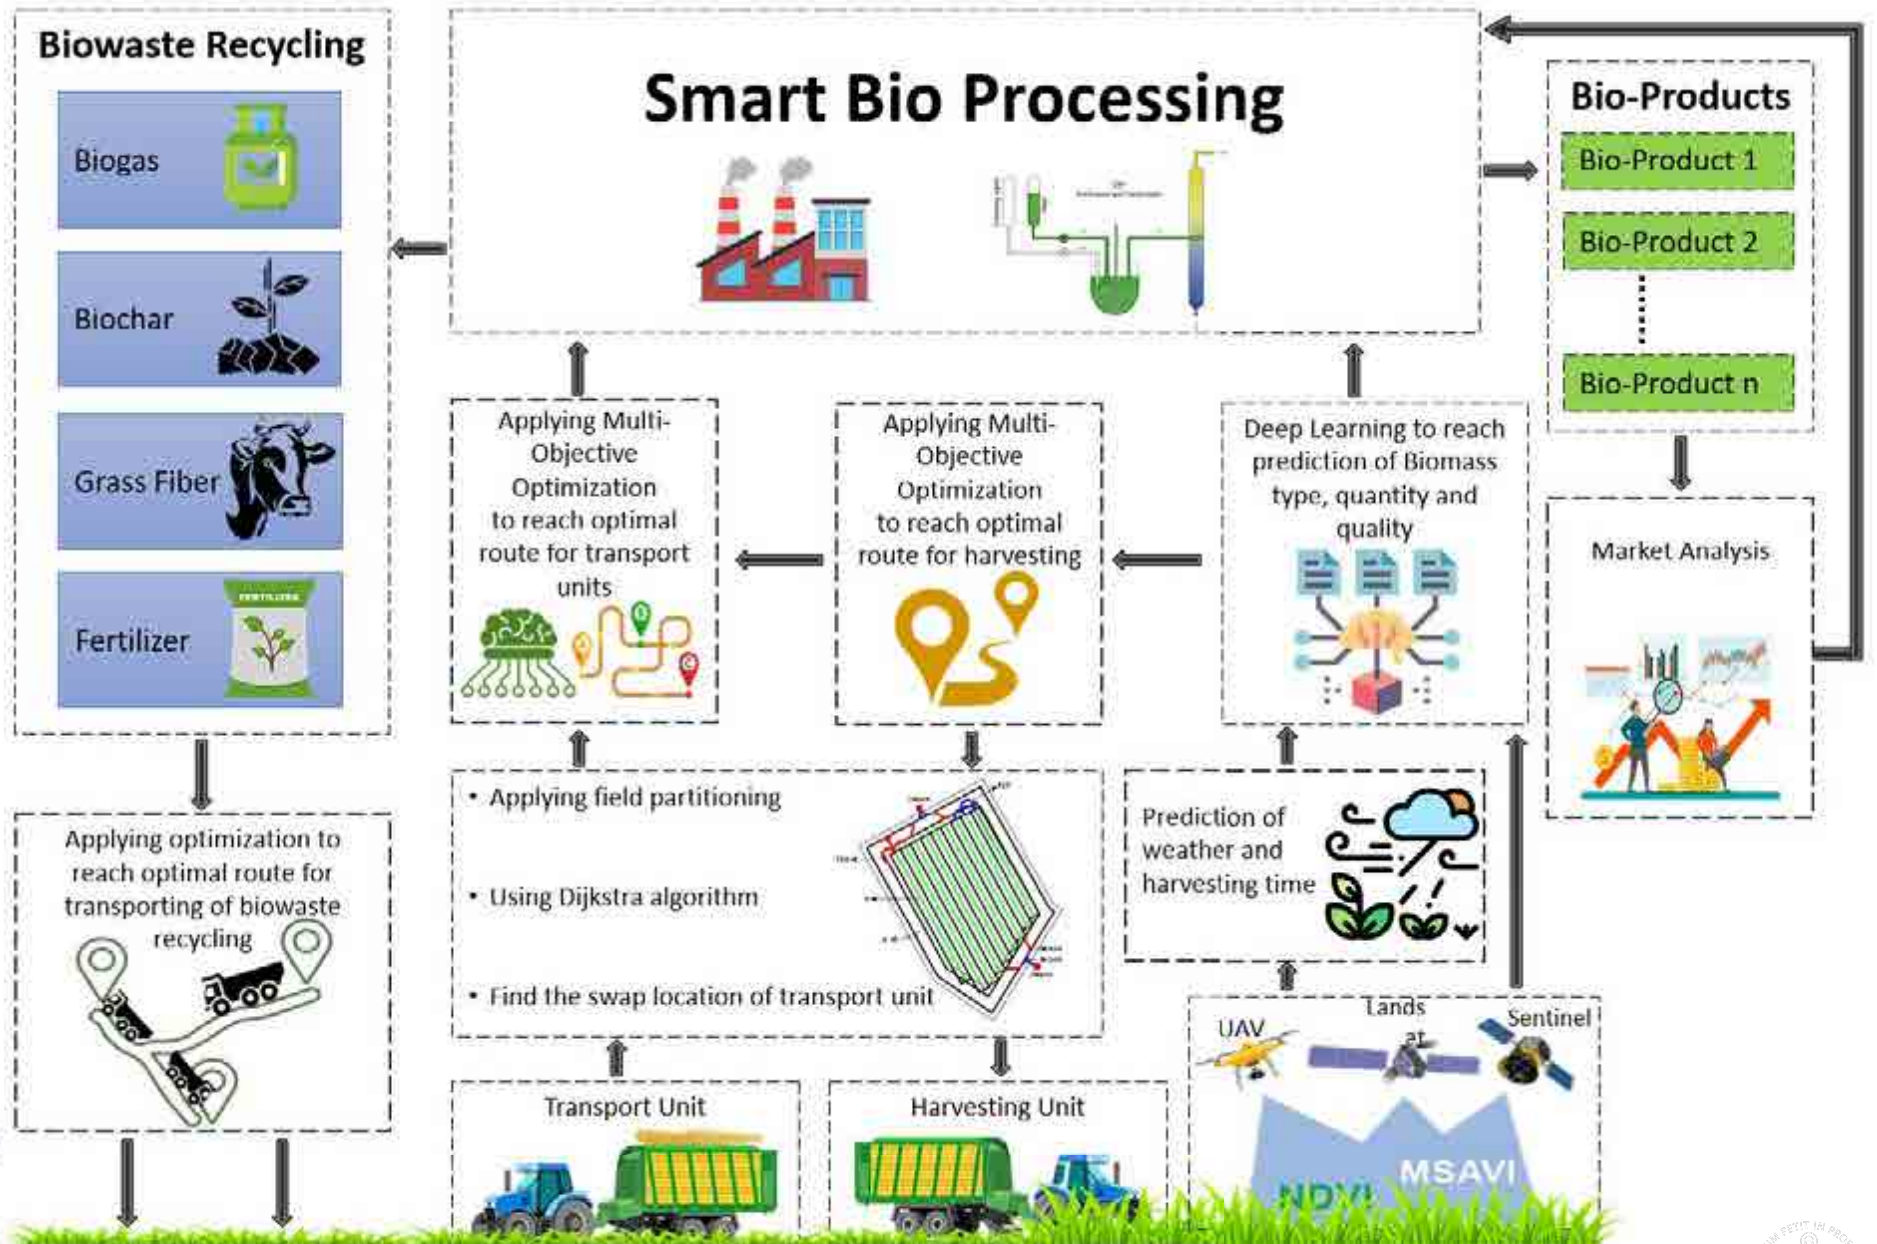 Biowaste Recycling
Biogas
Biochar
Grass Fiber
FERTILIZER
Fertilizer
Applying optimization to
reach optimal route for
transporting of biowaste
recycling
Smart Bio Processing
Applying Multi-
Objective
Optimization
to reach optimal
route for transport
units
A
C
Applying Multi-
Objective
Optimization
to reach optimal
route for harvesting
Deep Learning to reach
prediction of Biomass
type, quantity and
quality
• Applying field partitioning
• Using Dijkstra algorithm
• Find the swap location of transport unit
Transport Unit
Harvesting Unit
Prediction of
weather and
harvesting time
UAV
Lands
at
Sentinel
NDVI
MSAVI
Bio-Products
Bio-Product 1
Bio-Product 2
Bio-Product n
Market Analysis